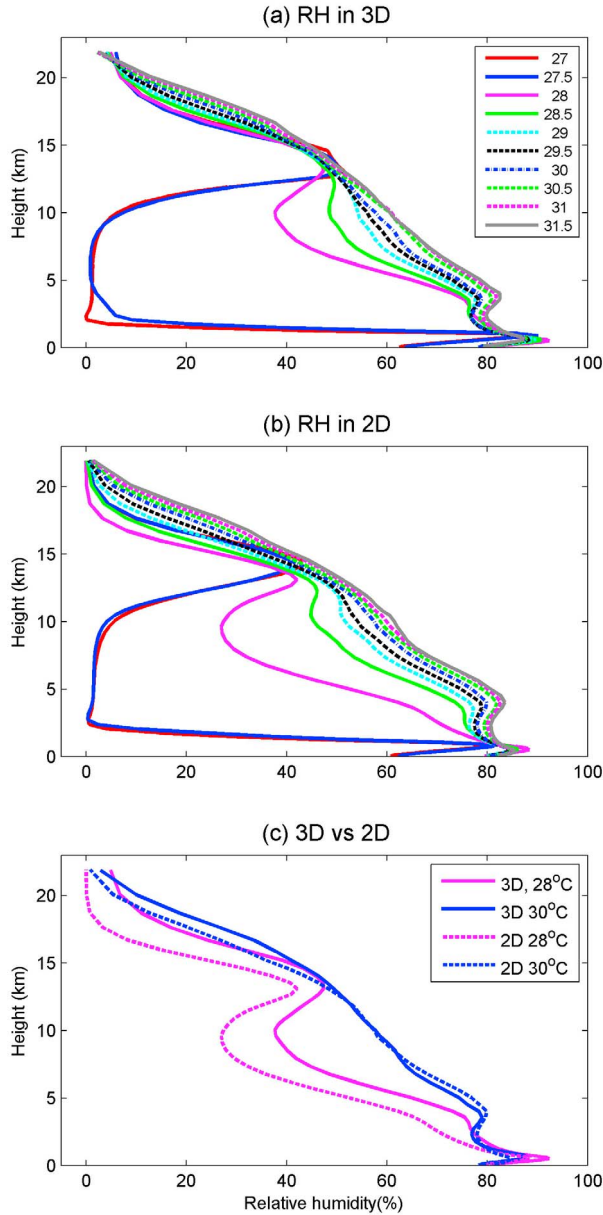 (a) RH in 3D
Height (km)
20
15
10
5
0
0 20 40 60 80 100
27
27.5
28
28.5
29
29.5
30
30.5
31
31.5
(b) RH in 2D
Height (km)
20
15
10
5
0
0 20 40 60 80 100
(c) 3D vs 2D
Height (km)
20
15
10
5
0
0 20 40 60 80 100
3D, 28°C
3D 30°C
2D 28°C
2D 30°C
Relative humidity(%)